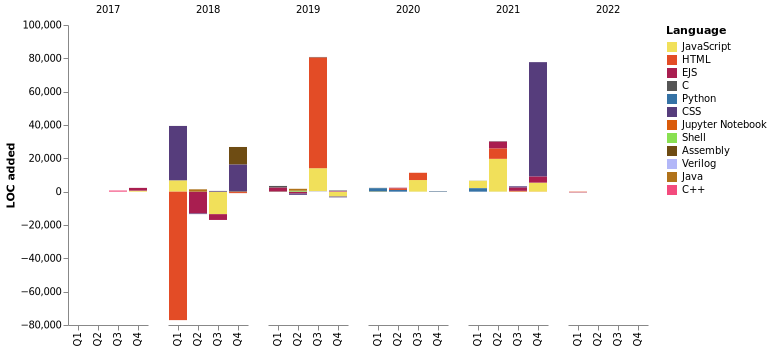 2017 2018 2019 2020 2021 2022
100,000
80,000
60,000
40,000
20,000
0
−20,000
−40,000
−60,000
−80,000
LOC added
Q1 Q2 Q3 Q4 Q1 Q2 Q3 Q4 Q1 Q2 Q3 Q4 Q1 Q2 Q3 Q4 Q1 Q2 Q3 Q4 Q1 Q2 Q3 Q4
Language
JavaScript
HTML
EJS
C
Python
CSS
Jupyter Notebook
Shell
Assembly
Verilog
Java
C++